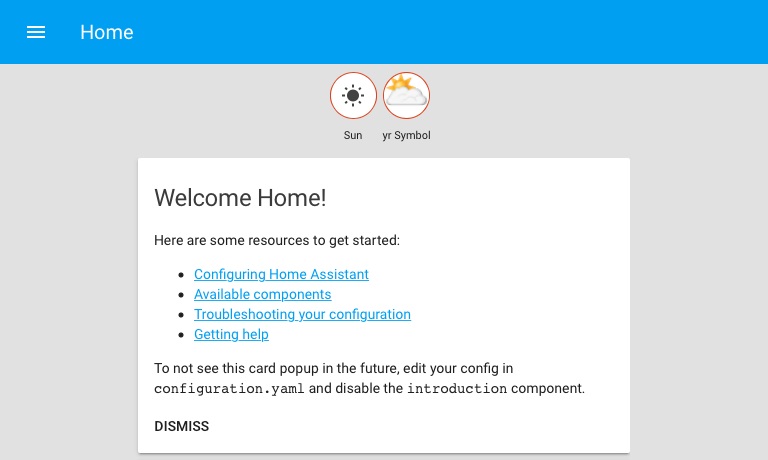 Home
Sun
yr Symbol
Welcome Home!
Here are some resources to get started:
Configuring Home Assistant
Available components
Troubleshooting your configuration
Getting help
To not see this card popup in the future, edit your config in
configuration.yaml and disable the introduction component.
DISMISS